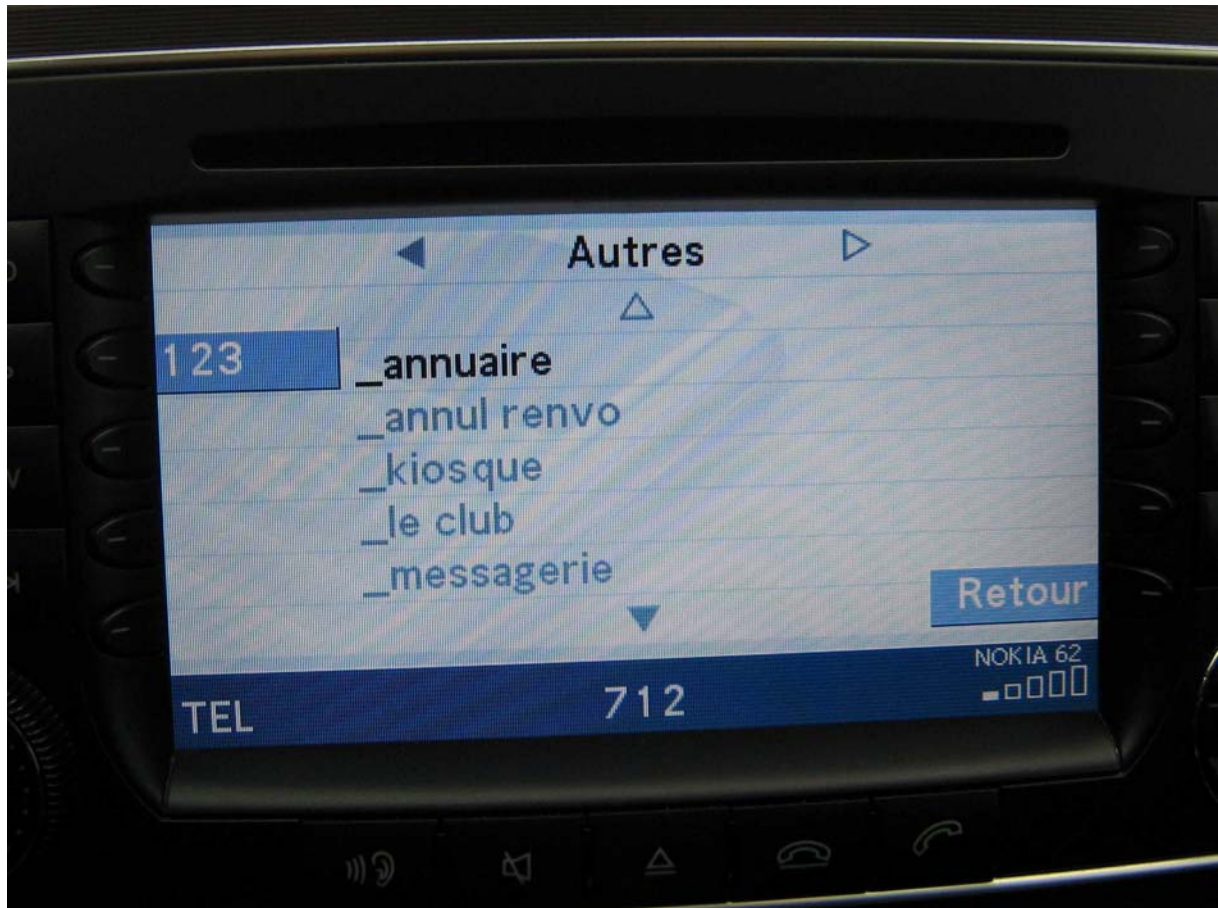 Autres
123
_annuaire
_annul renvo
_kiosque
_le club
_messagerie
Retour
NOKIA 62
TEL
712